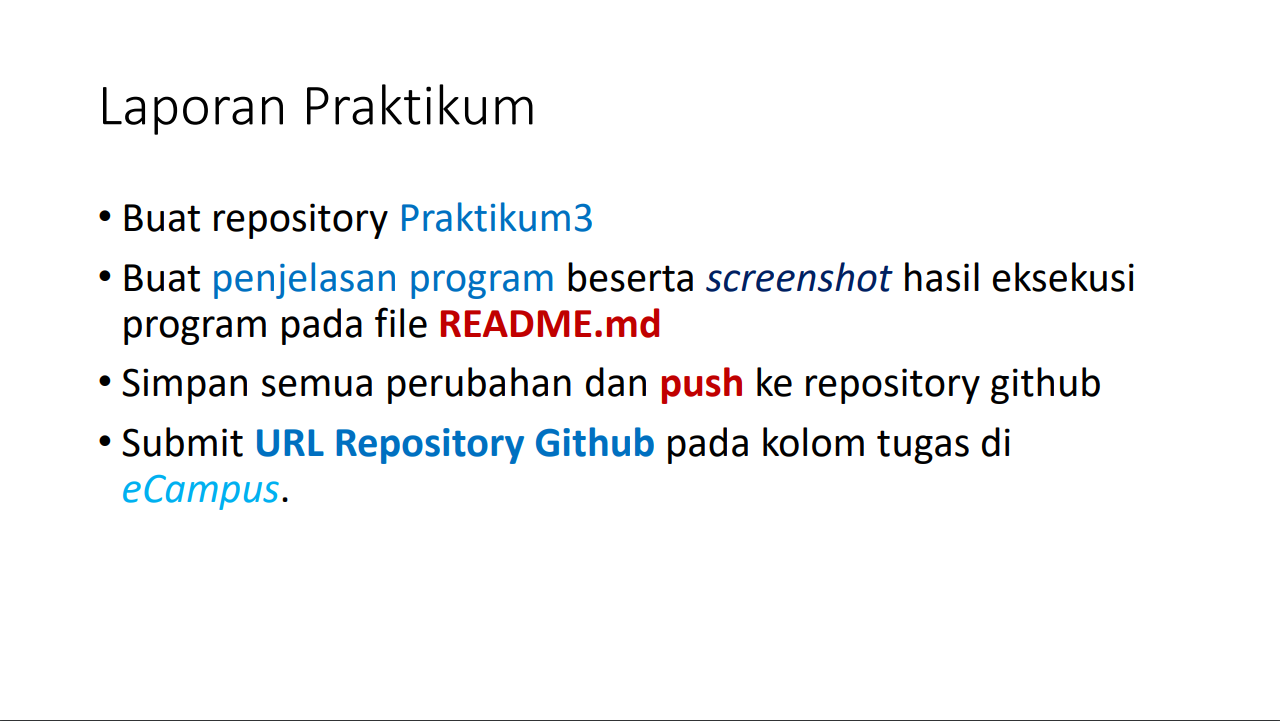 Laporan Praktikum
• Buat repository Praktikum3
• Buat penjelasan program beserta screenshot hasil eksekusi
program pada file README.md
• Simpan semua perubahan dan push ke repository github
• Submit URL Repository Github pada kolom tugas di
eCampus.